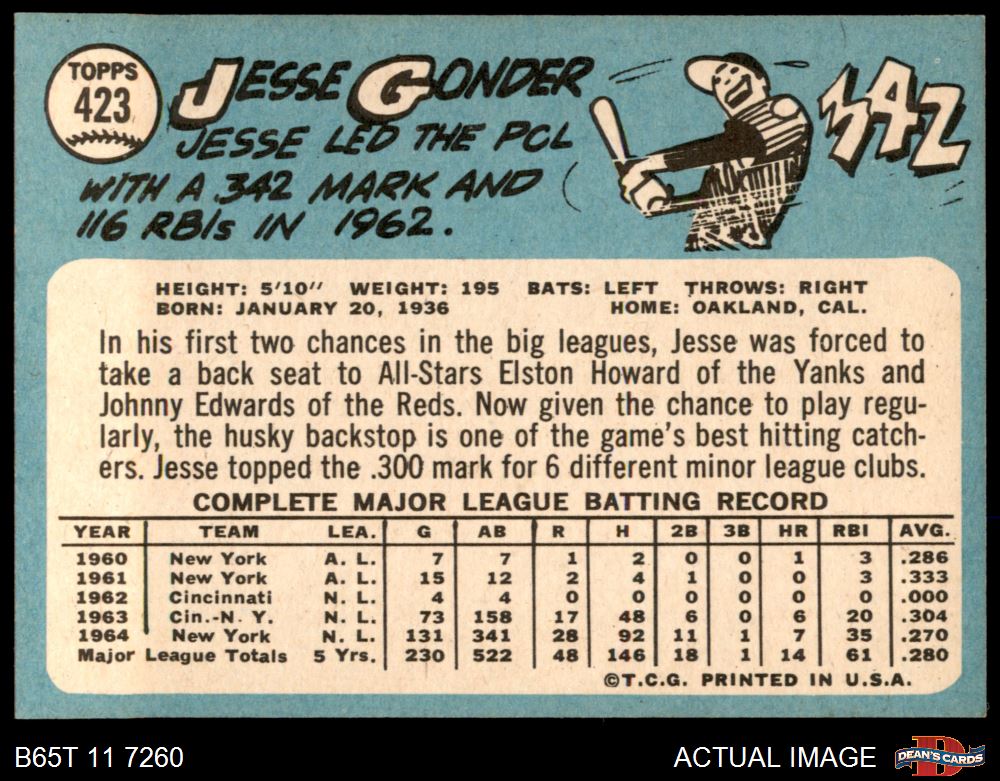 TOPPS
423
JESSE GONDER
JESSE LED THE PCL
WITH A .342 MARK AND
116 RBIs IN 1962.
342
HEIGHT: 5'10" WEIGHT: 195 BATS: LEFT THROWS: RIGHT
BORN: JANUARY 20, 1936 HOME: OAKLAND, CAL.
In his first two chances in the big leagues, Jesse was forced to
take a back seat to All-Stars Elston Howard of the Yanks and
Johnny Edwards of the Reds. Now given the chance to play regu-
larly, the husky backstop is one of the game's best hitting catch-
ers. Jesse topped the .300 mark for 6 different minor league clubs.
COMPLETE MAJOR LEAGUE BATTING RECORD
YEAR TEAM LEA. G AB R H 2B 3B HR RBI AVG.
1960 New York A. L. 7 7 1 2 0 0 1 3 .286
1961 New York A. L. 15 12 2 4 1 0 0 3 .333
1962 Cincinnati N. L. 4 4 0 0 0 0 0 0 .000
1963 Cin.-N. Y. N. L. 73 158 17 48 6 0 6 20 .304
1964 New York N. L. 131 341 28 92 11 1 7 35 .270
Major League Totals 5 Yrs. 230 522 48 146 18 1 14 61 .280
©T.C.G. PRINTED IN U.S.A.
B65T 11 7260
ACTUAL IMAGE
D
DEAN'S CARDS